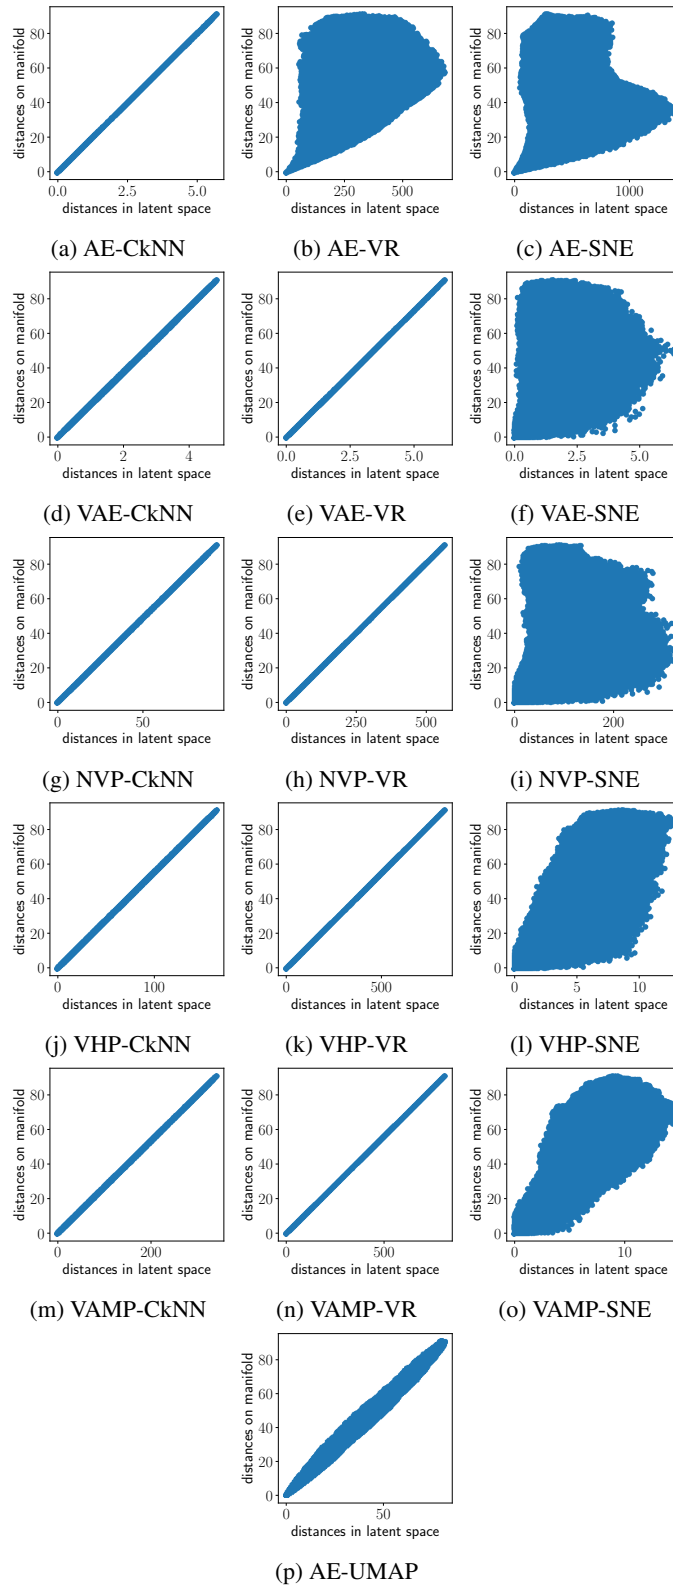 distances on manifold
80
60
40
20
0
0.0 2.5 5.0
distances in latent space
(a) AE-CkNN
distances on manifold
80
60
40
20
0
0 250 500
distances in latent space
(b) AE-VR
distances on manifold
80
60
40
20
0
0 1000
distances in latent space
(c) AE-SNE
distances on manifold
80
60
40
20
0
0 2 4
distances in latent space
(d) VAE-CkNN
distances on manifold
80
60
40
20
0
0.0 2.5 5.0
distances in latent space
(e) VAE-VR
distances on manifold
80
60
40
20
0
0.0 2.5 5.0
distances in latent space
(f) VAE-SNE
distances on manifold
80
60
40
20
0
0 50
distances in latent space
(g) NVP-CkNN
distances on manifold
80
60
40
20
0
0 250 500
distances in latent space
(h) NVP-VR
distances on manifold
80
60
40
20
0
0 200
distances in latent space
(i) NVP-SNE
distances on manifold
80
60
40
20
0
0 100
distances in latent space
(j) VHP-CkNN
distances on manifold
80
60
40
20
0
0 500
distances in latent space
(k) VHP-VR
distances on manifold
80
60
40
20
0
0 5 10
distances in latent space
(l) VHP-SNE
distances on manifold
80
60
40
20
0
0 200
distances in latent space
(m) VAMP-CkNN
distances on manifold
80
60
40
20
0
0 500
distances in latent space
(n) VAMP-VR
distances on manifold
80
60
40
20
0
0 10
distances in latent space
(o) VAMP-SNE
distances on manifold
80
60
40
20
0
0 50
distances in latent space
(p) AE-UMAP